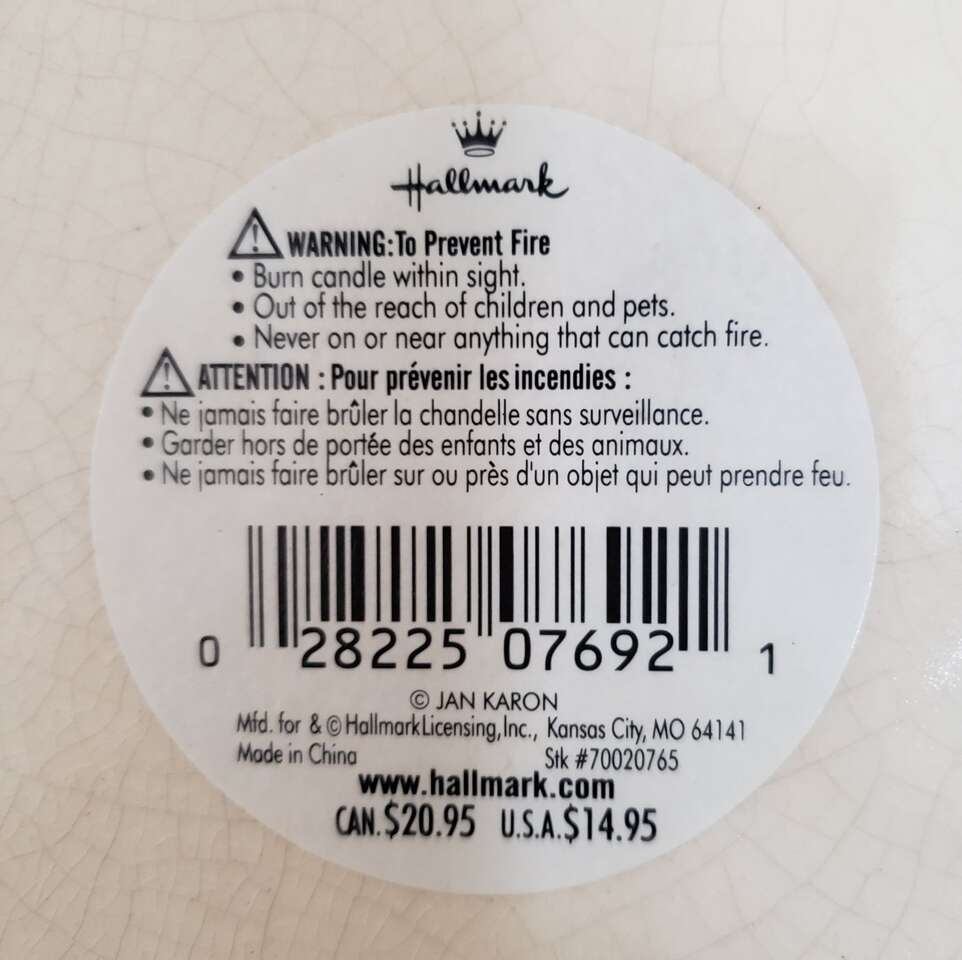 Hallmark
WARNING:To Prevent Fire
• Burn candle within sight.
• Out of the reach of children and pets.
• Never on or near anything that can catch fire.
ATTENTION : Pour prévenir les incendies :
• Ne jamais faire brûler la chandelle sans surveillance.
• Garder hors de portée des enfants et des animaux.
• Ne jamais faire brûler sur ou près d'un objet qui peut prendre feu.
0 28225 07692 1
© JAN KARON
Mfd. for & © Hallmark Licensing, Inc., Kansas City, MO 64141
Made in China Stk #70020765
www.hallmark.com
CAN.$20.95 U.S.A.$14.95